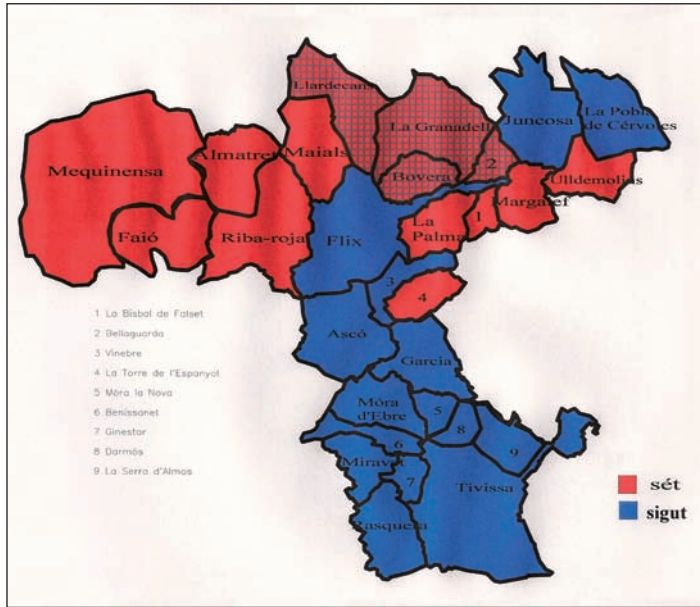 Llardecans
La Granadell
Juncosa
La Pobla
de Cérvoles
Almatret
Maials
2
Mequinensa
Bovera
Ulldemolins
Margalef
La
Palma
1
Faió
Riba-roja
Flix
3
4
1 La Bisbal de Falset
2 Bellaguarda
3 Vinebre
4 La Torre de l'Espanyol
5 Móra la Nova
6 Benissanet
7 Ginestar
8 Darmós
9 La Serra d'Almos
Ascó
Garcia
Móra
d'Ebre
5
8
6
9
Miravet
7
Tivissa
Rasquera
sét
sigut